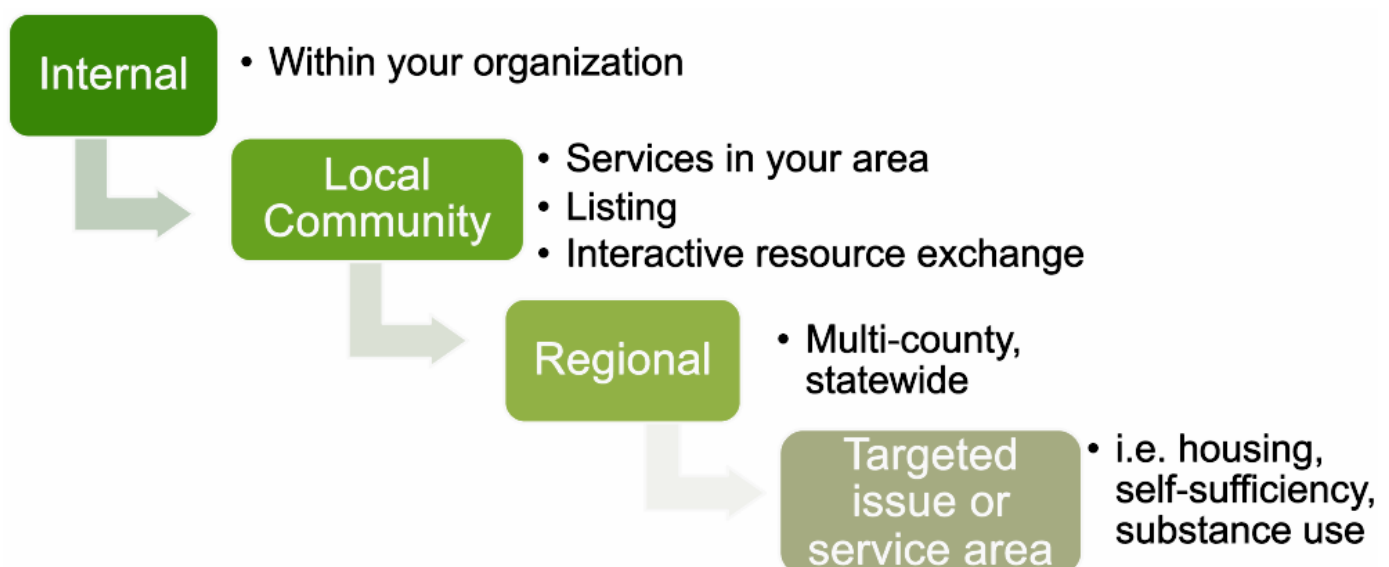 Internal
• Within your organization
Local
Community
• Services in your area
• Listing
• Interactive resource exchange
Regional
• Multi-county,
statewide
Targeted
issue or
service area
• i.e. housing,
self-sufficiency,
substance use